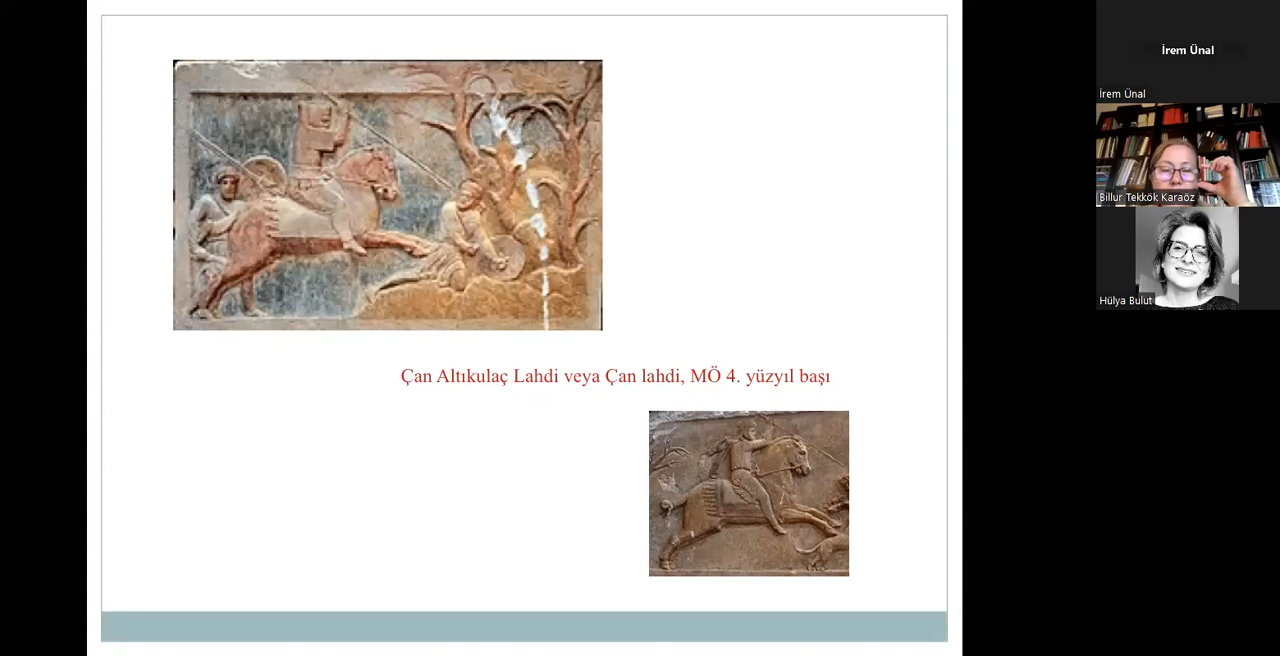 İrem Ünal
İrem Ünal
Billur Tekkök Karaöz
Hülya Bulut
Çan Altıkulaç Lahdi veya Çan lahdi, MÖ 4. yüzyıl başı